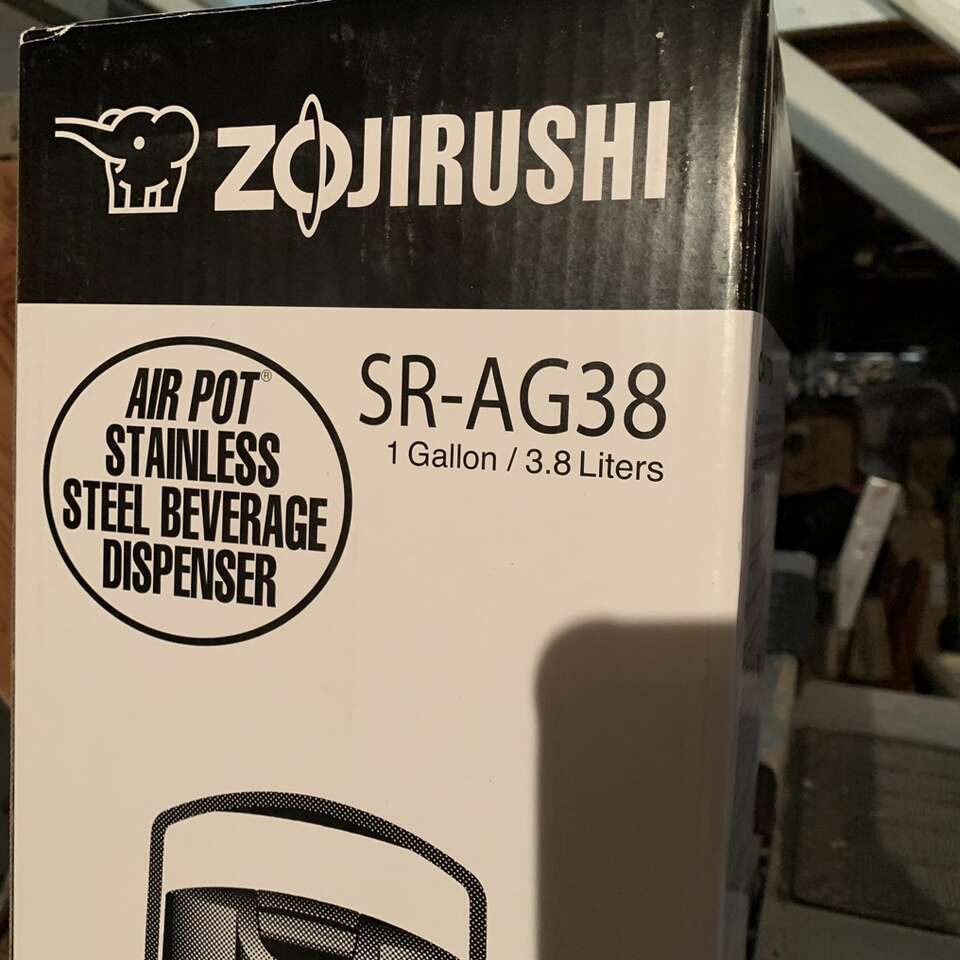 ZOJIRUSHI
AIR POT®
STAINLESS
STEEL BEVERAGE
DISPENSER
SR-AG38
1 Gallon / 3.8 Liters